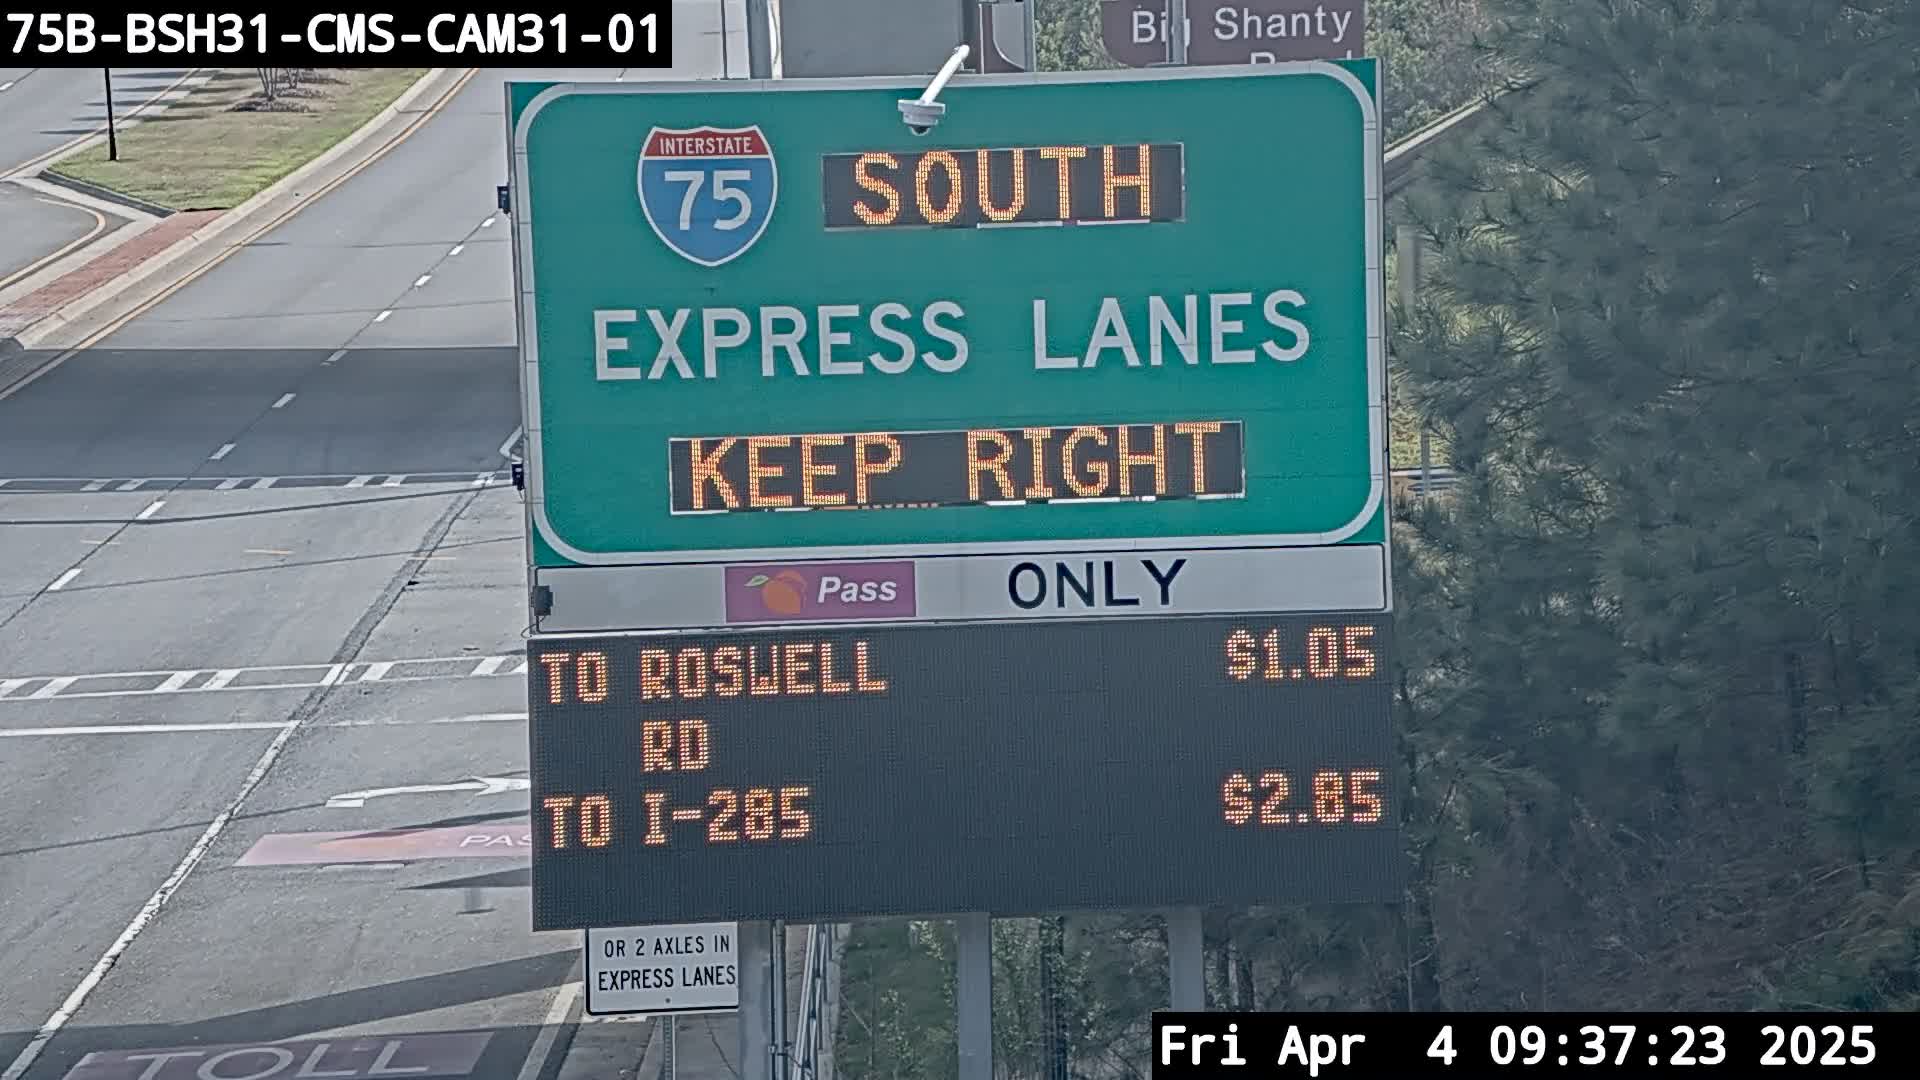 75B-BSH31-CMS-CAM31-01
Big Shanty
INTERSTATE
75
SOUTH
EXPRESS LANES
KEEP RIGHT
Pass
ONLY
TO ROSWELL $1.05
RD
TO I-285 $2.85
OR 2 AXLES IN
EXPRESS LANES
TOLL
Fri Apr 4 09:37:23 2025